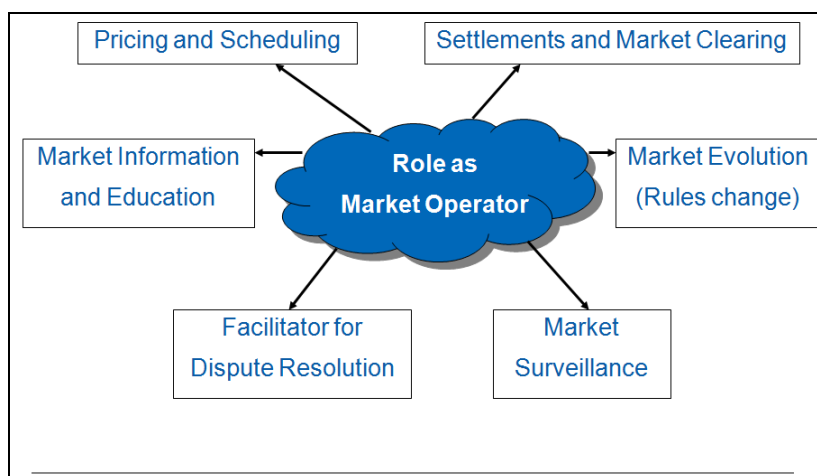 Pricing and Scheduling
Settlements and Market Clearing
Market Information
and Education
Role as
Market Operator
Market Evolution
(Rules change)
Facilitator for
Dispute Resolution
Market
Surveillance